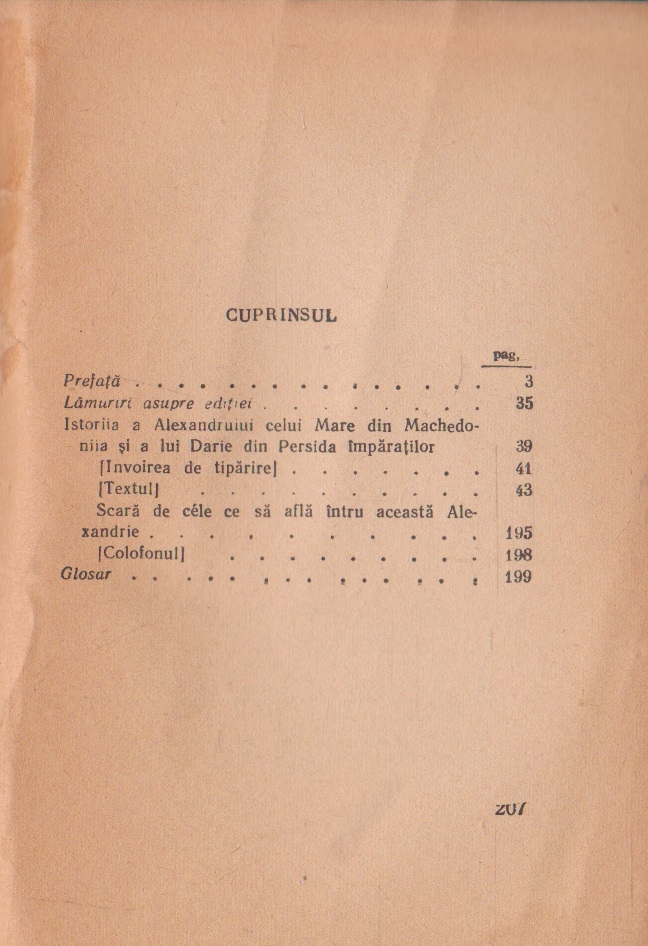 CUPRINSUL
pag.
Prefață . . . . . . . . . . . . . . . 3
Lămuriri asupre ediției . . . . . . . . 35
Istoriia a Alexandrului celui Mare din Machedo-
niia și a lui Darie din Persida împăraților 39
[Invoirea de tipărire] . . . . . . . 41
[Textul] . . . . . . . . . . 43
Scară de céle ce să află întru această Ale-
xandrie . . . . . . . . . . . 195
[Colofonul] . . . . . . . . . 198
Glosar . . . . . . . . . . . . . 199
207